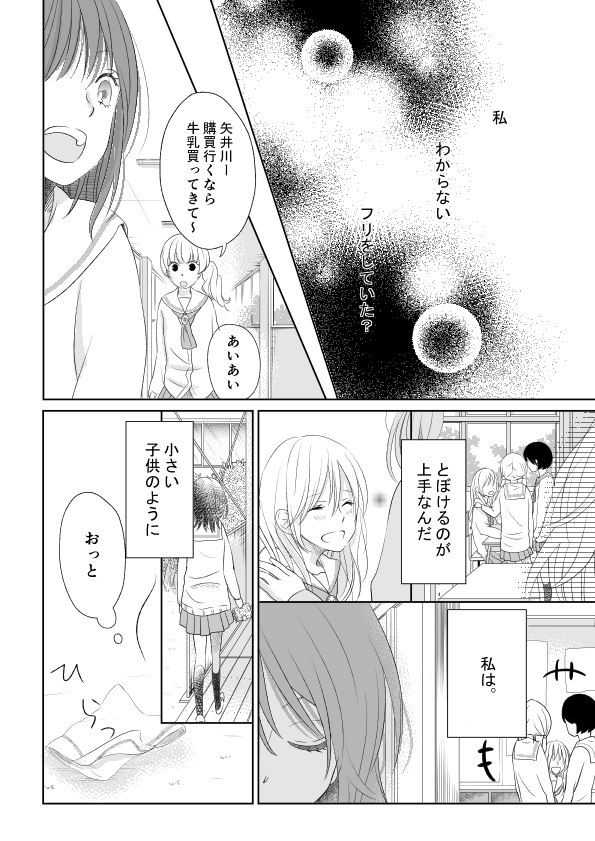 私
わからない
フリをしていた？
矢井川ー
購買行くなら
牛乳買ってきて〜
あいあい
とぼけるのが
上手なんだ
私は。
小さい
子供のように
おっと
ひ
らっ